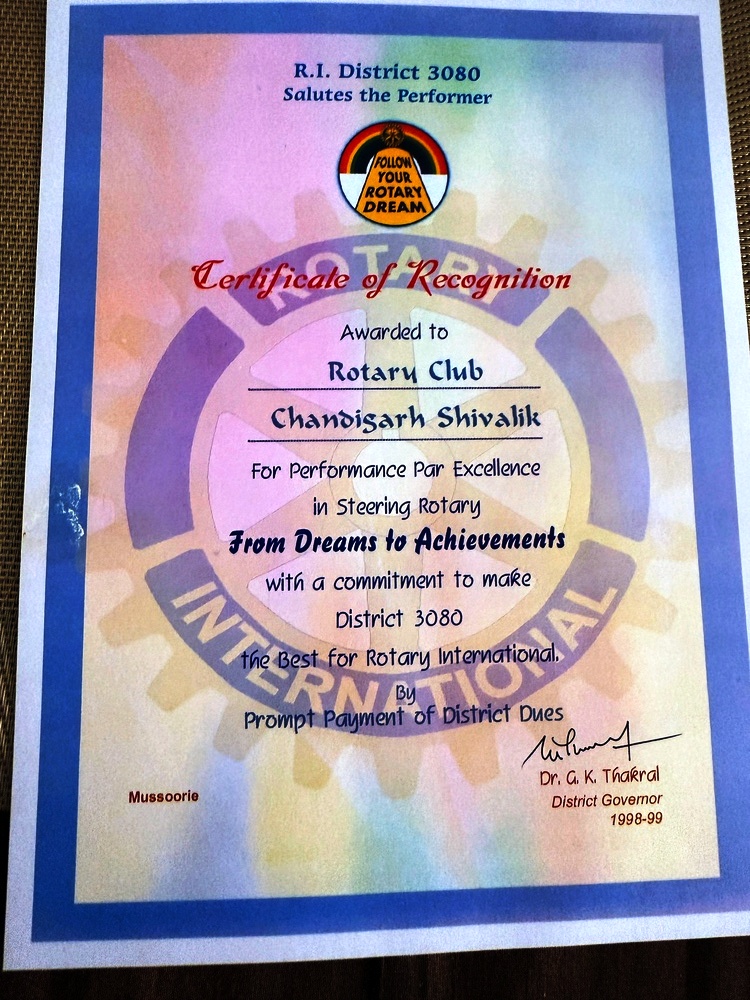 R.I. District 3080
Salutes the Performer
FOLLOW
YOUR
ROTARY
DREAM
ROTARY
Certificate of Recognition
Awarded to
Rotary Club
Chandigarh Shivalik
For Performance Par Excellence
in Steering Rotary
From Dreams to Achievements
with a commitment to make
District 3080
the Best for Rotary International.
By
Prompt Payment of District Dues
INTERNATIONAL
Dr. G. K. Thakral
Mussoorie
District Governor
1998-99